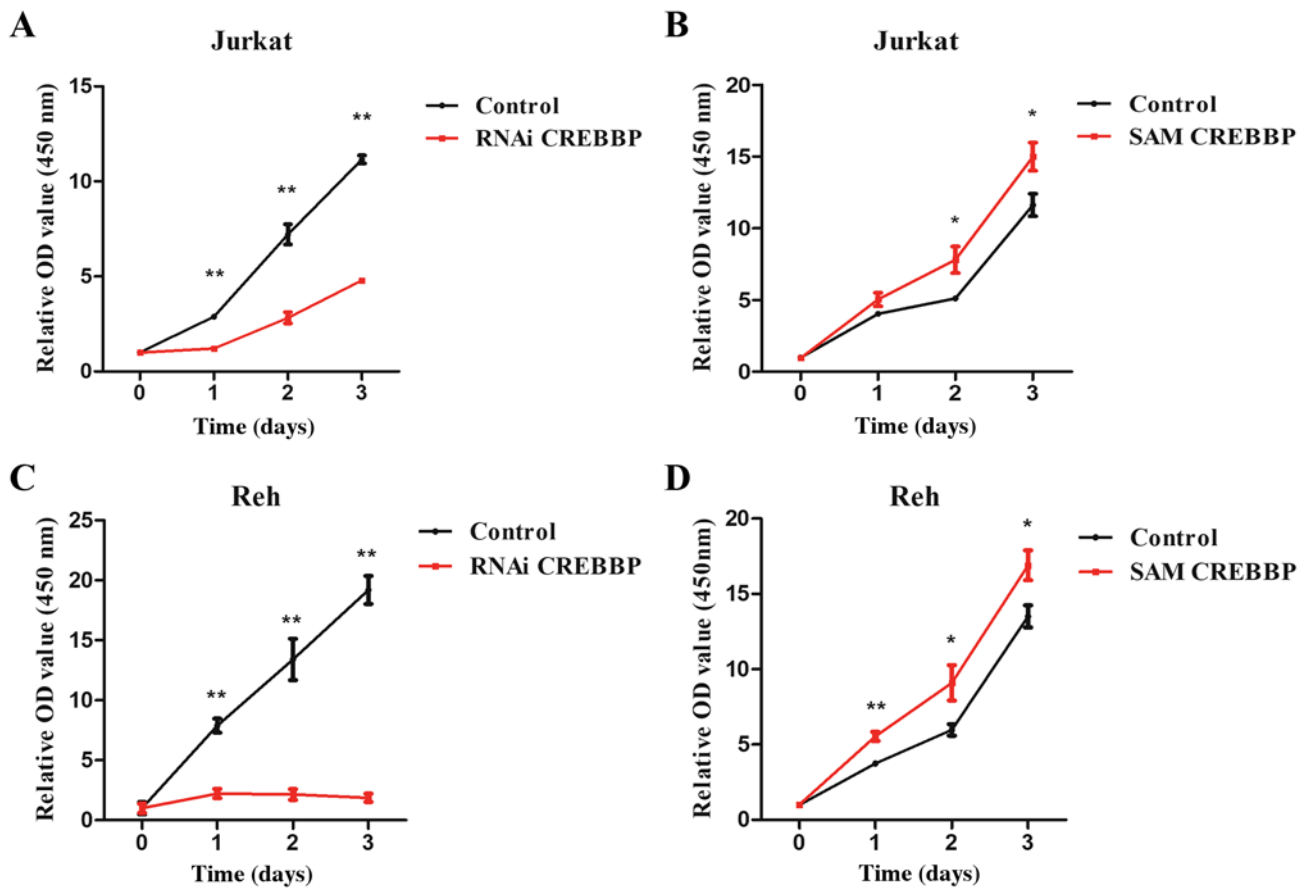 A
Jurkat
Relative OD value (450 nm)
15
10
5
0
**
**
**
0 1 2 3
Time (days)
Control
RNAi CREBBP
B
Jurkat
Relative OD value (450 nm)
20
15
10
5
0
*
*
0 1 2 3
Time (days)
Control
SAM CREBBP
C
Reh
Relative OD value (450 nm)
25
20
15
10
5
0
**
**
**
0 1 2 3
Time (days)
Control
RNAi CREBBP
D
Reh
Relative OD value (450nm)
20
15
10
5
0
**
*
*
0 1 2 3
Time (days)
Control
SAM CREBBP